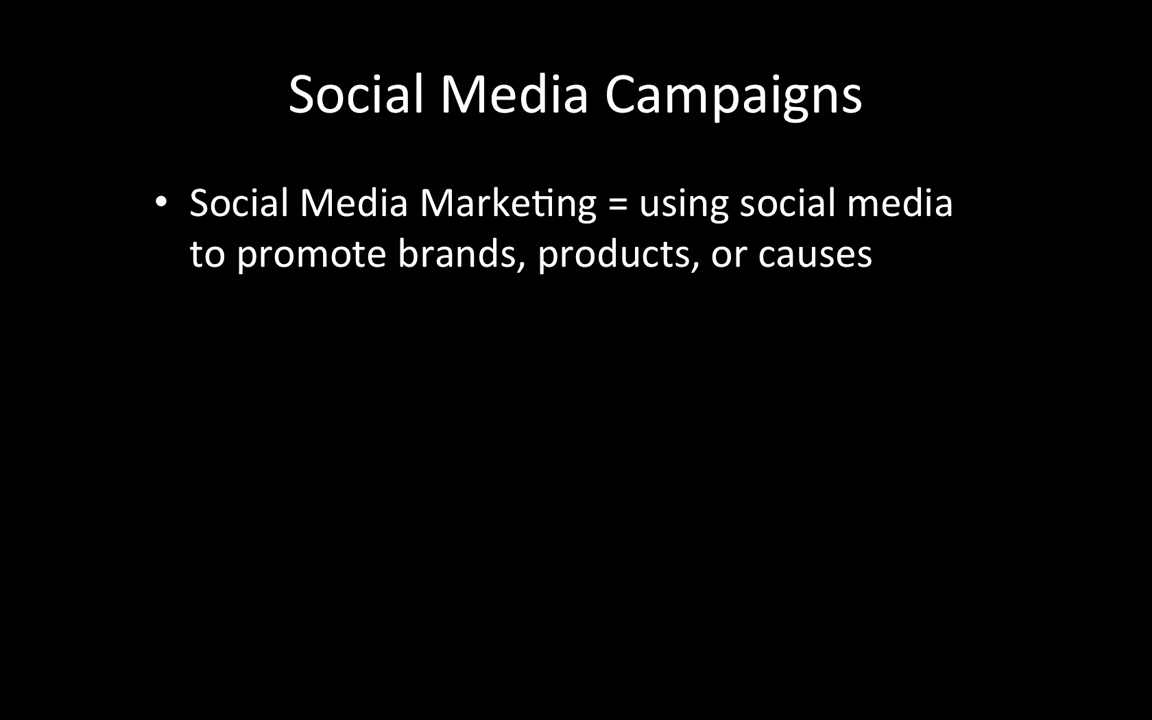 Social Media Campaigns
• Social Media Marketing = using social media
to promote brands, products, or causes